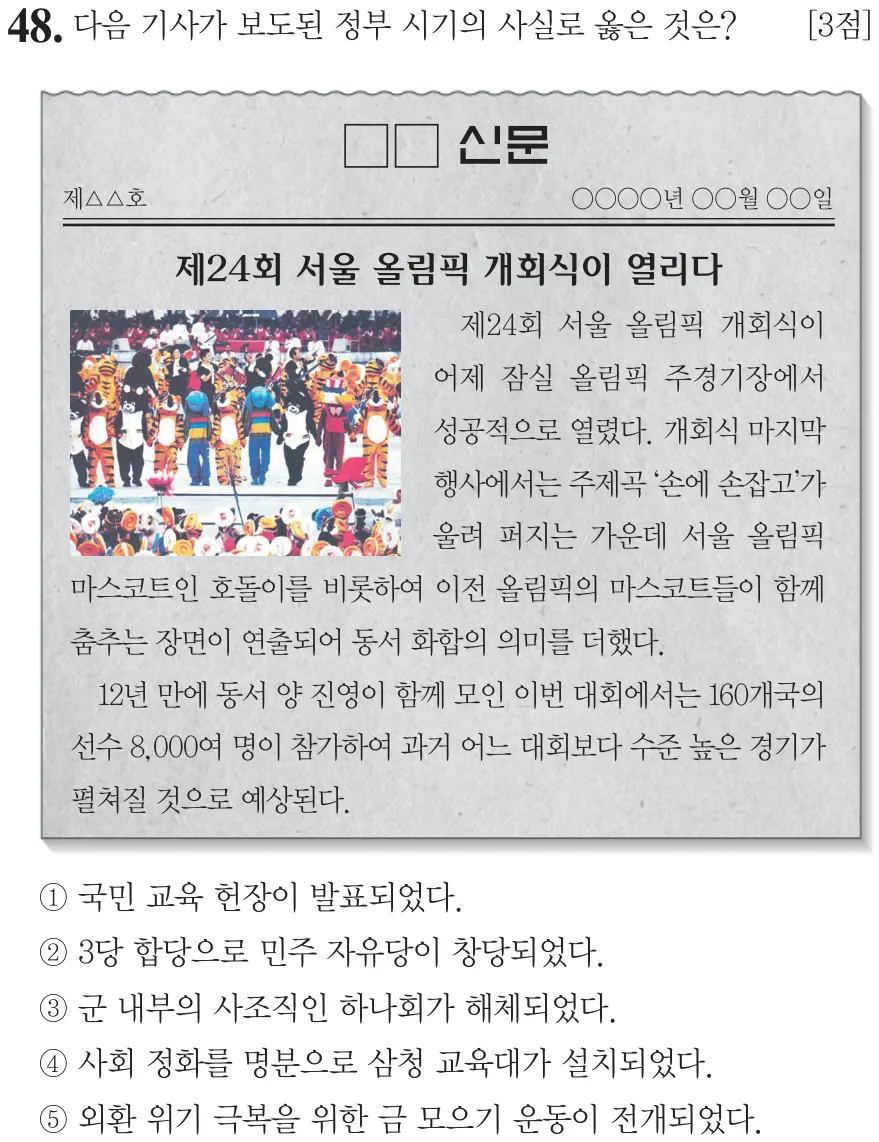 48. 다음 기사가 보도된 정부 시기의 사실로 옳은 것은? [3점]
□□ 신문
제△△호 ○○○○년 ○○월 ○○일
제24회 서울 올림픽 개회식이 열리다
제24회 서울 올림픽 개회식이
어제 잠실 올림픽 주경기장에서
성공적으로 열렸다. 개회식 마지막
행사에서는 주제곡 ‘손에 손잡고’가
울려 퍼지는 가운데 서울 올림픽
마스코트인 호돌이를 비롯하여 이전 올림픽의 마스코트들이 함께
춤추는 장면이 연출되어 동서 화합의 의미를 더했다.
12년 만에 동서 양 진영이 함께 모인 이번 대회에서는 160개국의
선수 8,000여 명이 참가하여 과거 어느 대회보다 수준 높은 경기가
펼쳐질 것으로 예상된다.
① 국민 교육 헌장이 발표되었다.
② 3당 합당으로 민주 자유당이 창당되었다.
③ 군 내부의 사조직인 하나회가 해체되었다.
④ 사회 정화를 명분으로 삼청 교육대가 설치되었다.
⑤ 외환 위기 극복을 위한 금 모으기 운동이 전개되었다.